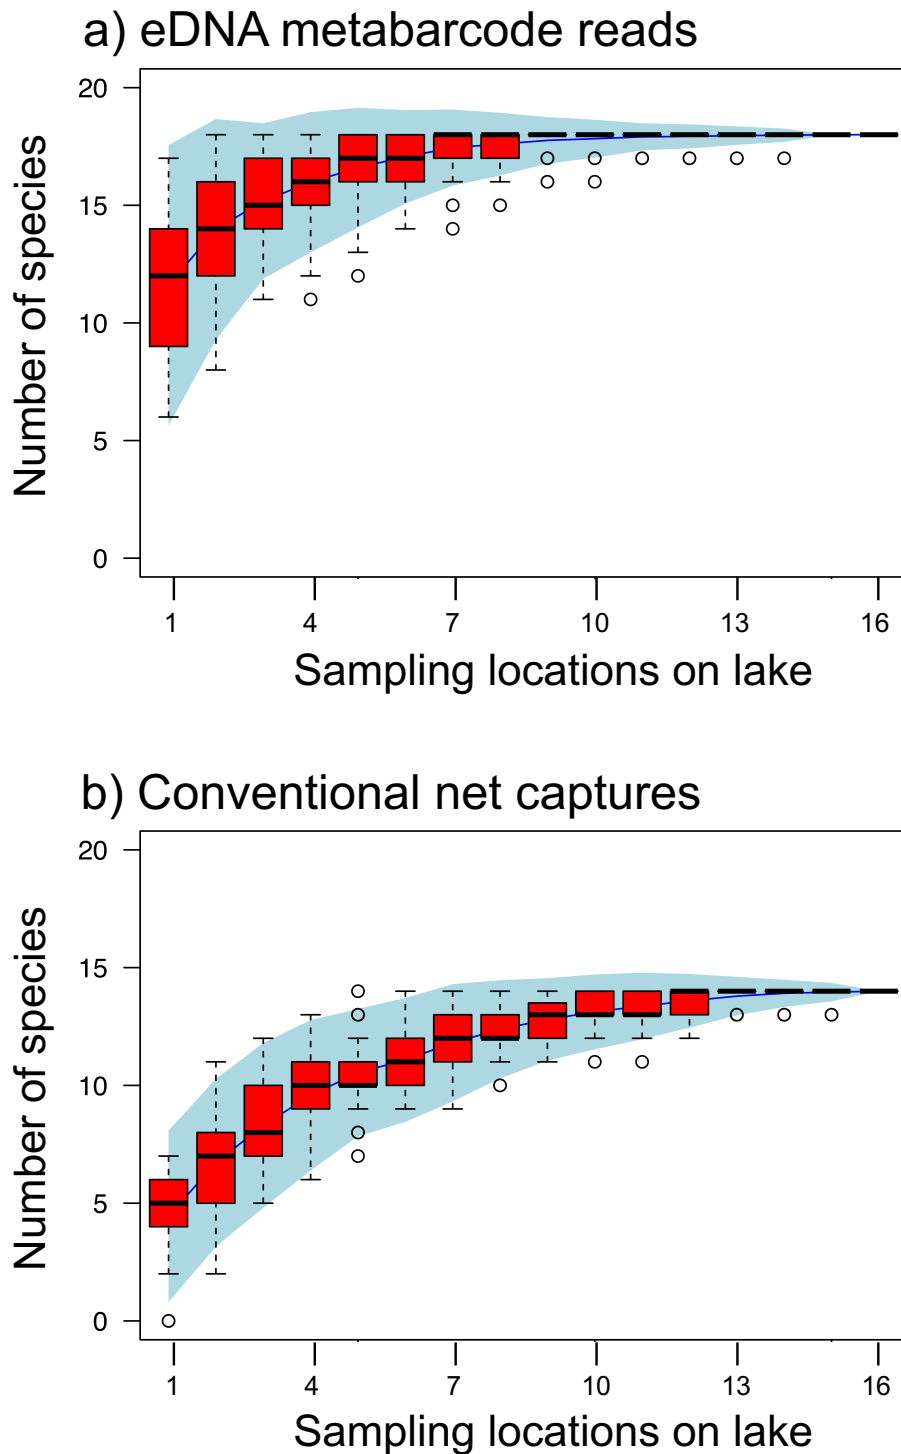 a) eDNA metabarcode reads
Number of species
20
15
10
5
0
1 4 7 10 13 16
Sampling locations on lake
b) Conventional net captures
Number of species
20
15
10
5
0
1 4 7 10 13 16
Sampling locations on lake